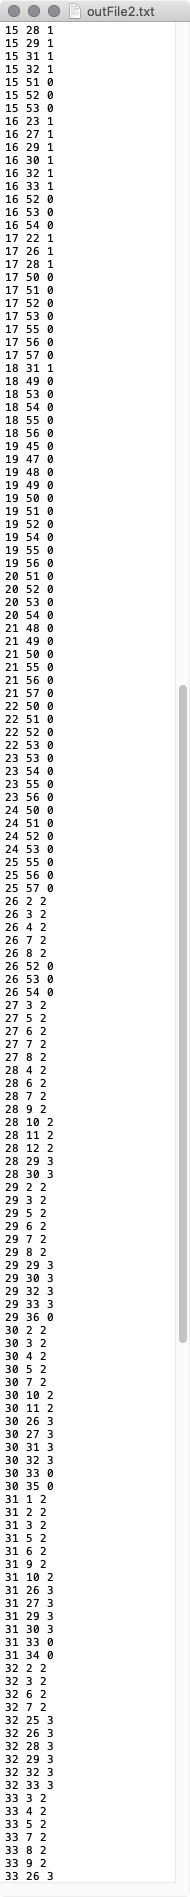 outFile2.txt
15 28 1
15 29 1
15 31 1
15 32 1
15 51 0
15 52 0
15 53 0
16 23 1
16 27 1
16 29 1
16 30 1
16 32 1
16 33 1
16 52 0
16 53 0
16 54 0
17 22 1
17 26 1
17 28 1
17 50 0
17 51 0
17 52 0
17 53 0
17 55 0
17 56 0
17 57 0
18 31 1
18 49 0
18 53 0
18 54 0
18 55 0
18 56 0
19 45 0
19 47 0
19 48 0
19 49 0
19 50 0
19 51 0
19 52 0
19 54 0
19 55 0
19 56 0
20 51 0
20 52 0
20 53 0
20 54 0
21 48 0
21 49 0
21 50 0
21 55 0
21 56 0
21 57 0
22 50 0
22 51 0
22 52 0
22 53 0
23 53 0
23 54 0
23 55 0
23 56 0
24 50 0
24 51 0
24 52 0
24 53 0
25 55 0
25 56 0
25 57 0
26 2 2
26 3 2
26 4 2
26 7 2
26 8 2
26 52 0
26 53 0
26 54 0
27 3 2
27 5 2
27 6 2
27 7 2
27 8 2
28 4 2
28 6 2
28 7 2
28 9 2
28 10 2
28 11 2
28 12 2
28 29 3
28 30 3
29 2 2
29 3 2
29 5 2
29 6 2
29 7 2
29 8 2
29 29 3
29 30 3
29 32 3
29 33 3
29 36 0
30 2 2
30 3 2
30 4 2
30 5 2
30 7 2
30 10 2
30 11 2
30 26 3
30 27 3
30 31 3
30 32 3
30 33 0
30 35 0
31 1 2
31 2 2
31 3 2
31 5 2
31 6 2
31 9 2
31 10 2
31 26 3
31 27 3
31 29 3
31 30 3
31 33 0
31 34 0
32 2 2
32 3 2
32 6 2
32 7 2
32 25 3
32 26 3
32 28 3
32 29 3
32 32 3
32 33 3
33 3 2
33 4 2
33 5 2
33 7 2
33 8 2
33 9 2
33 26 3